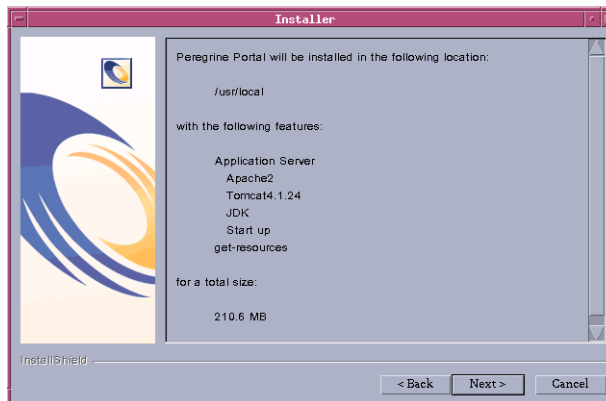 Installer
Peregrine Portal will be installed in the following location:
/usr/local
with the following features:
Application Server
Apache2
Tomcat4.1.24
JDK
Start up
get-resources
for a total size:
210.6 MB
InstallShield
< Back
Next >
Cancel